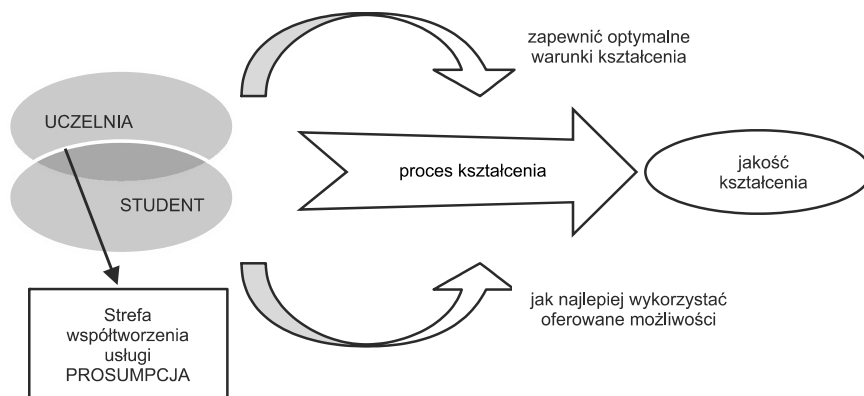 zapewnić optymalne
warunki kształcenia
UCZELNIA
STUDENT
proces kształcenia
jakość
kształcenia
Strefa
współtworzenia
usługi
PROSUMPCJA
jak najlepiej wykorzystać
oferowane możliwości